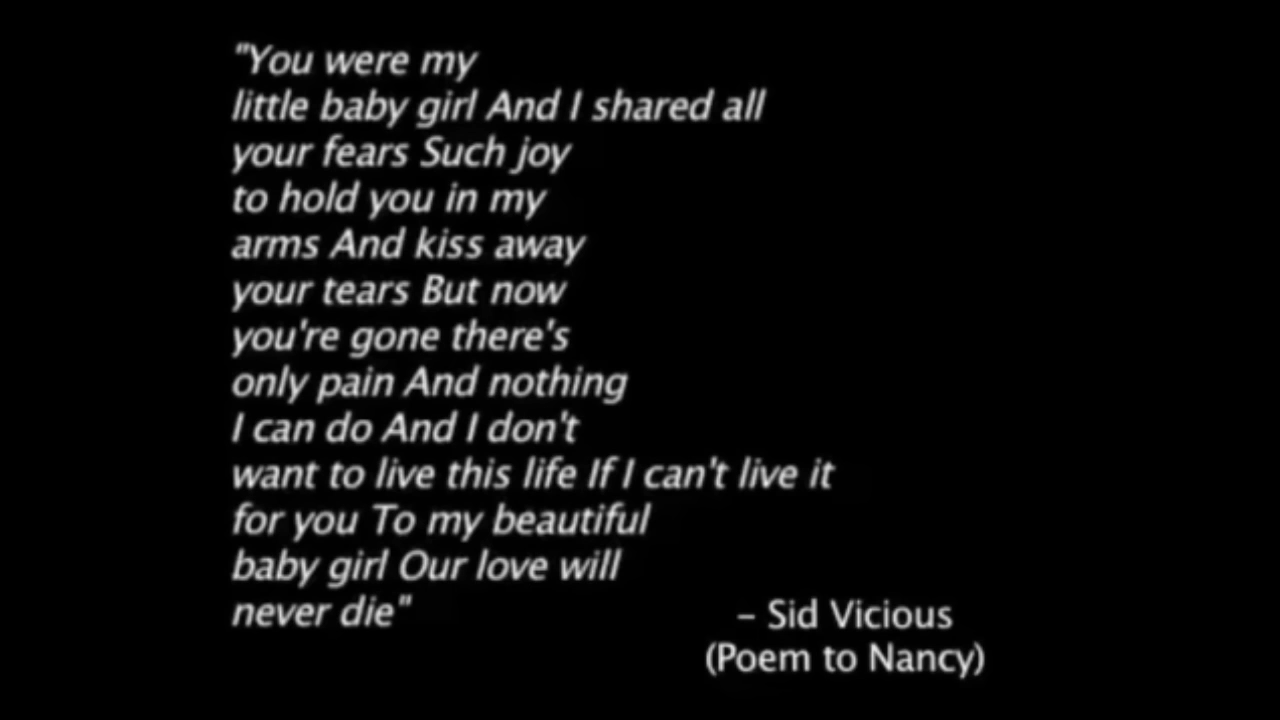 "You were my
little baby girl And I shared all
your fears Such joy
to hold you in my
arms And kiss away
your tears But now
you're gone there's
only pain And nothing
I can do And I don't
want to live this life If I can't live it
for you To my beautiful
baby girl Our love will
never die"
– Sid Vicious
(Poem to Nancy)